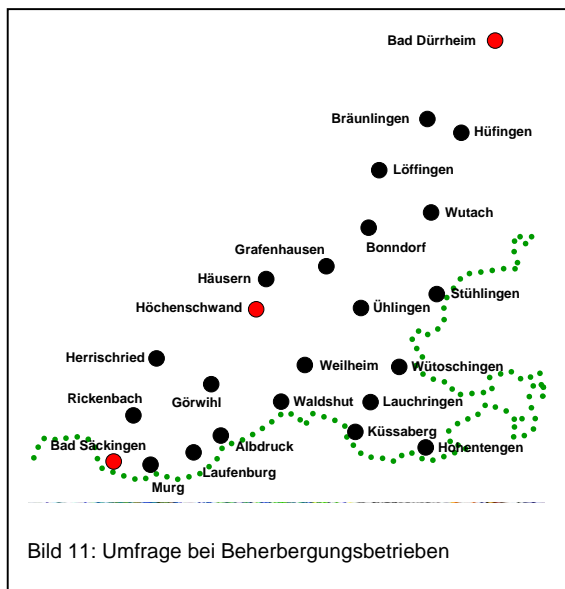 Bad Dürrheim
Bräunlingen
Hüfingen
Löffingen
Wutach
Bonndorf
Grafenhausen
Häusern
Stühlingen
Höchenschwand
Ühlingen
Herrischried
Weilheim
Wütoschingen
Rickenbach
Görwihl
Waldshut
Lauchringen
Bad Säckingen
Albdruck
Küssaberg
Hohentengen
Laufenburg
Murg
Bild 11: Umfrage bei Beherbergungsbetrieben